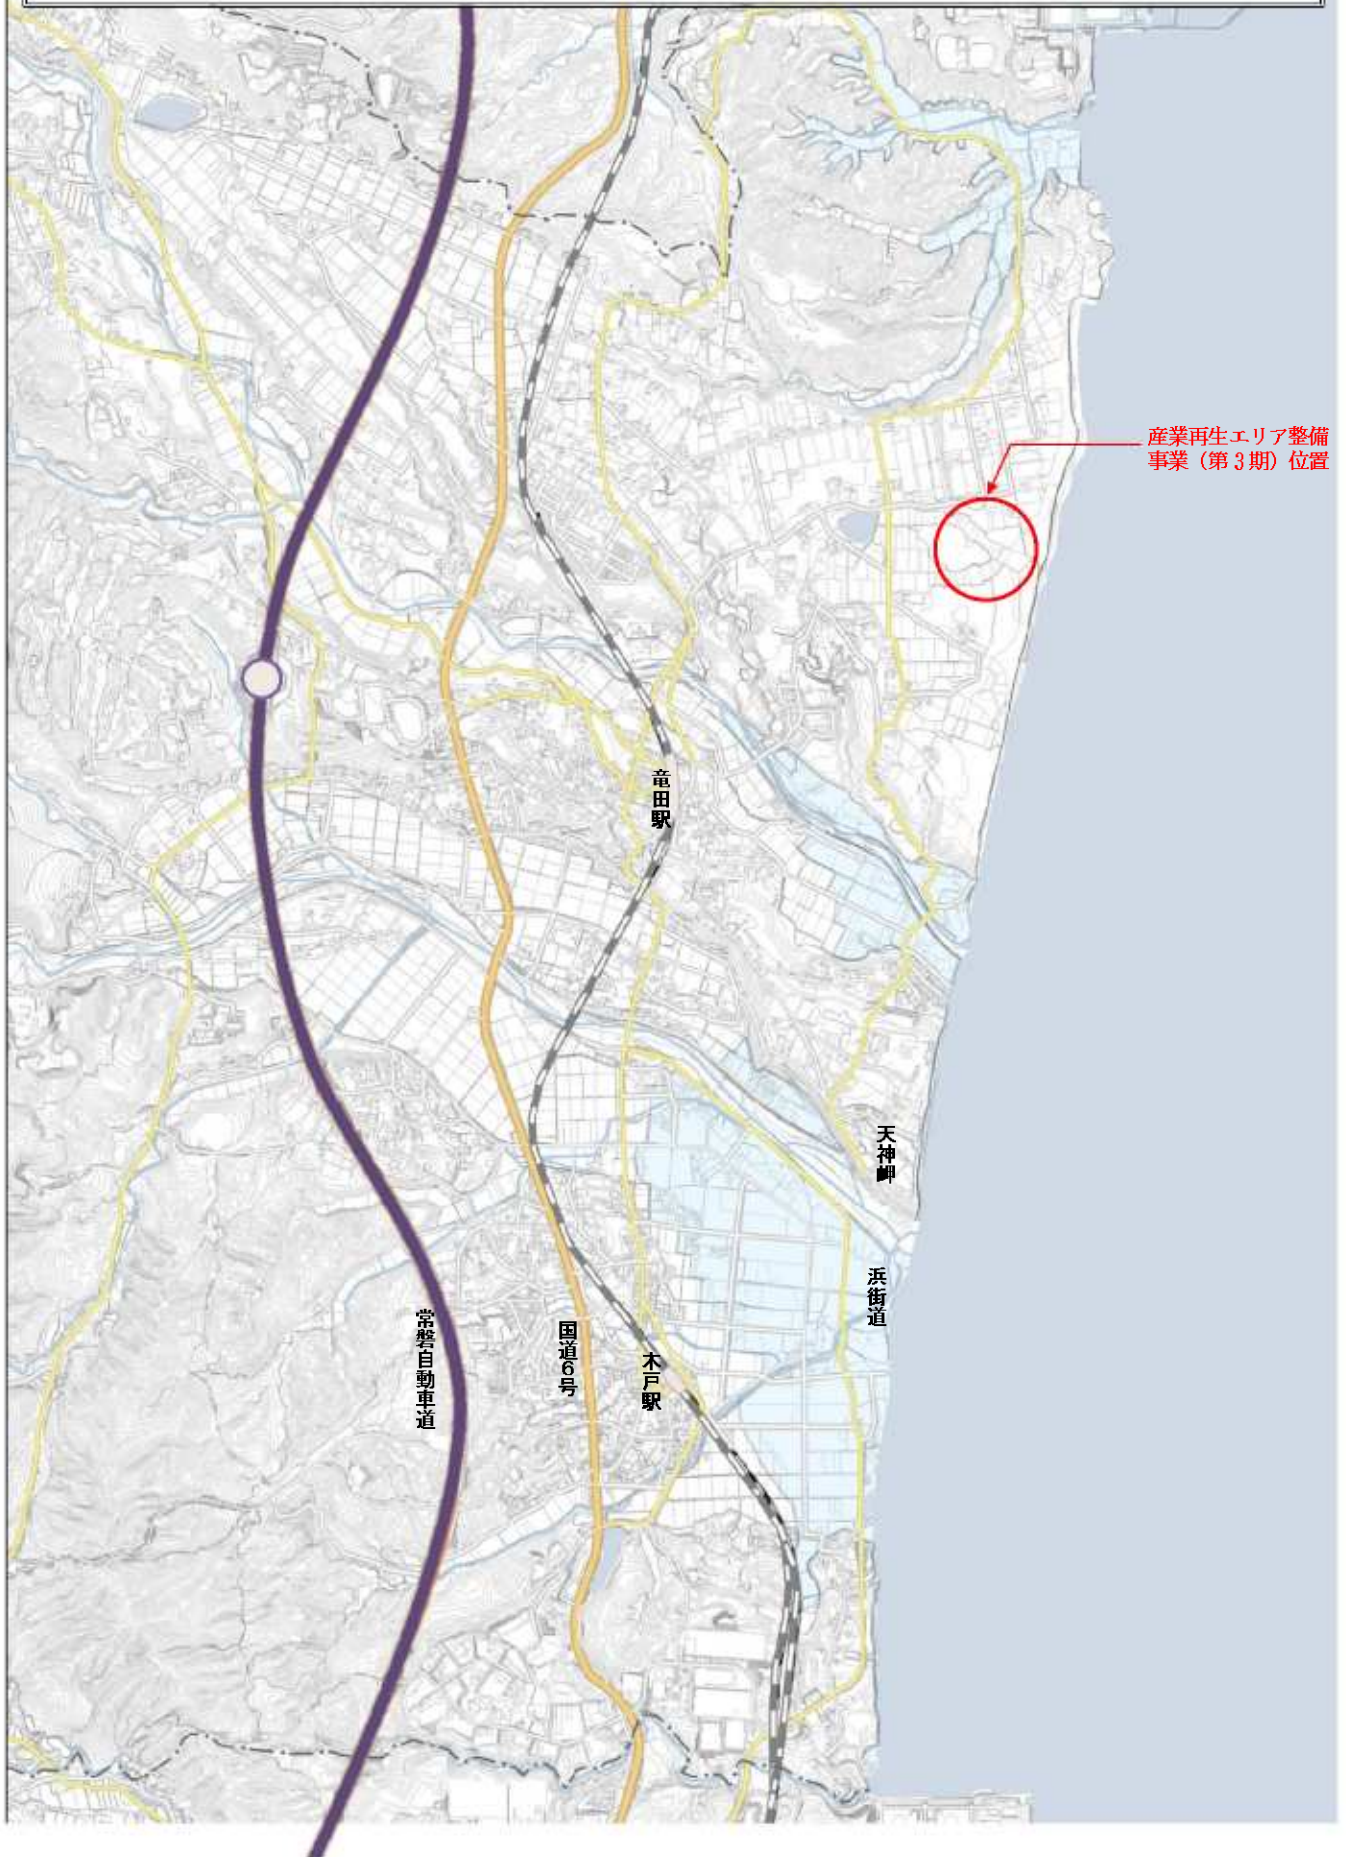 産業再生エリア整備
事業（第3期）位置
竜田駅
天神岬
浜街道
常磐自動車道
国道6号
木戸駅